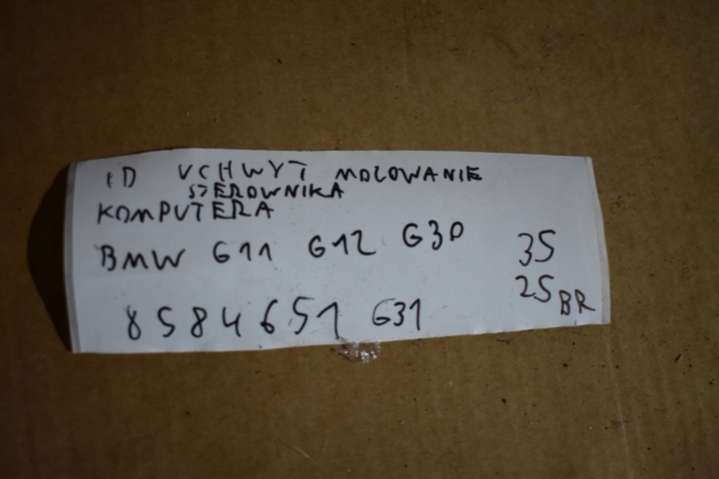 ID UCHWYT MOCOWANIE
STEROWNIKA
KOMPUTERA
BMW G11 G12 G30 35
25 BR
8584651 G31